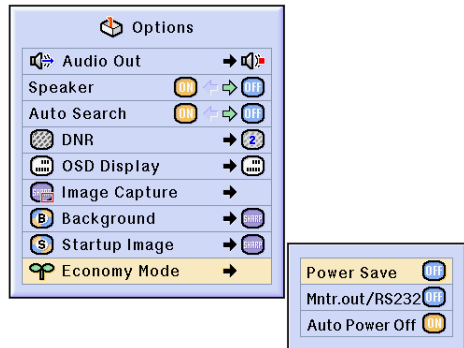 Options
Audio Out
Speaker ON OFF
Auto Search ON OFF
DNR 2
OSD Display
Image Capture
B Background SHARP
S Startup Image SHARP
Economy Mode
Power Save OFF
Mntr.out/RS232 OFF
Auto Power Off ON